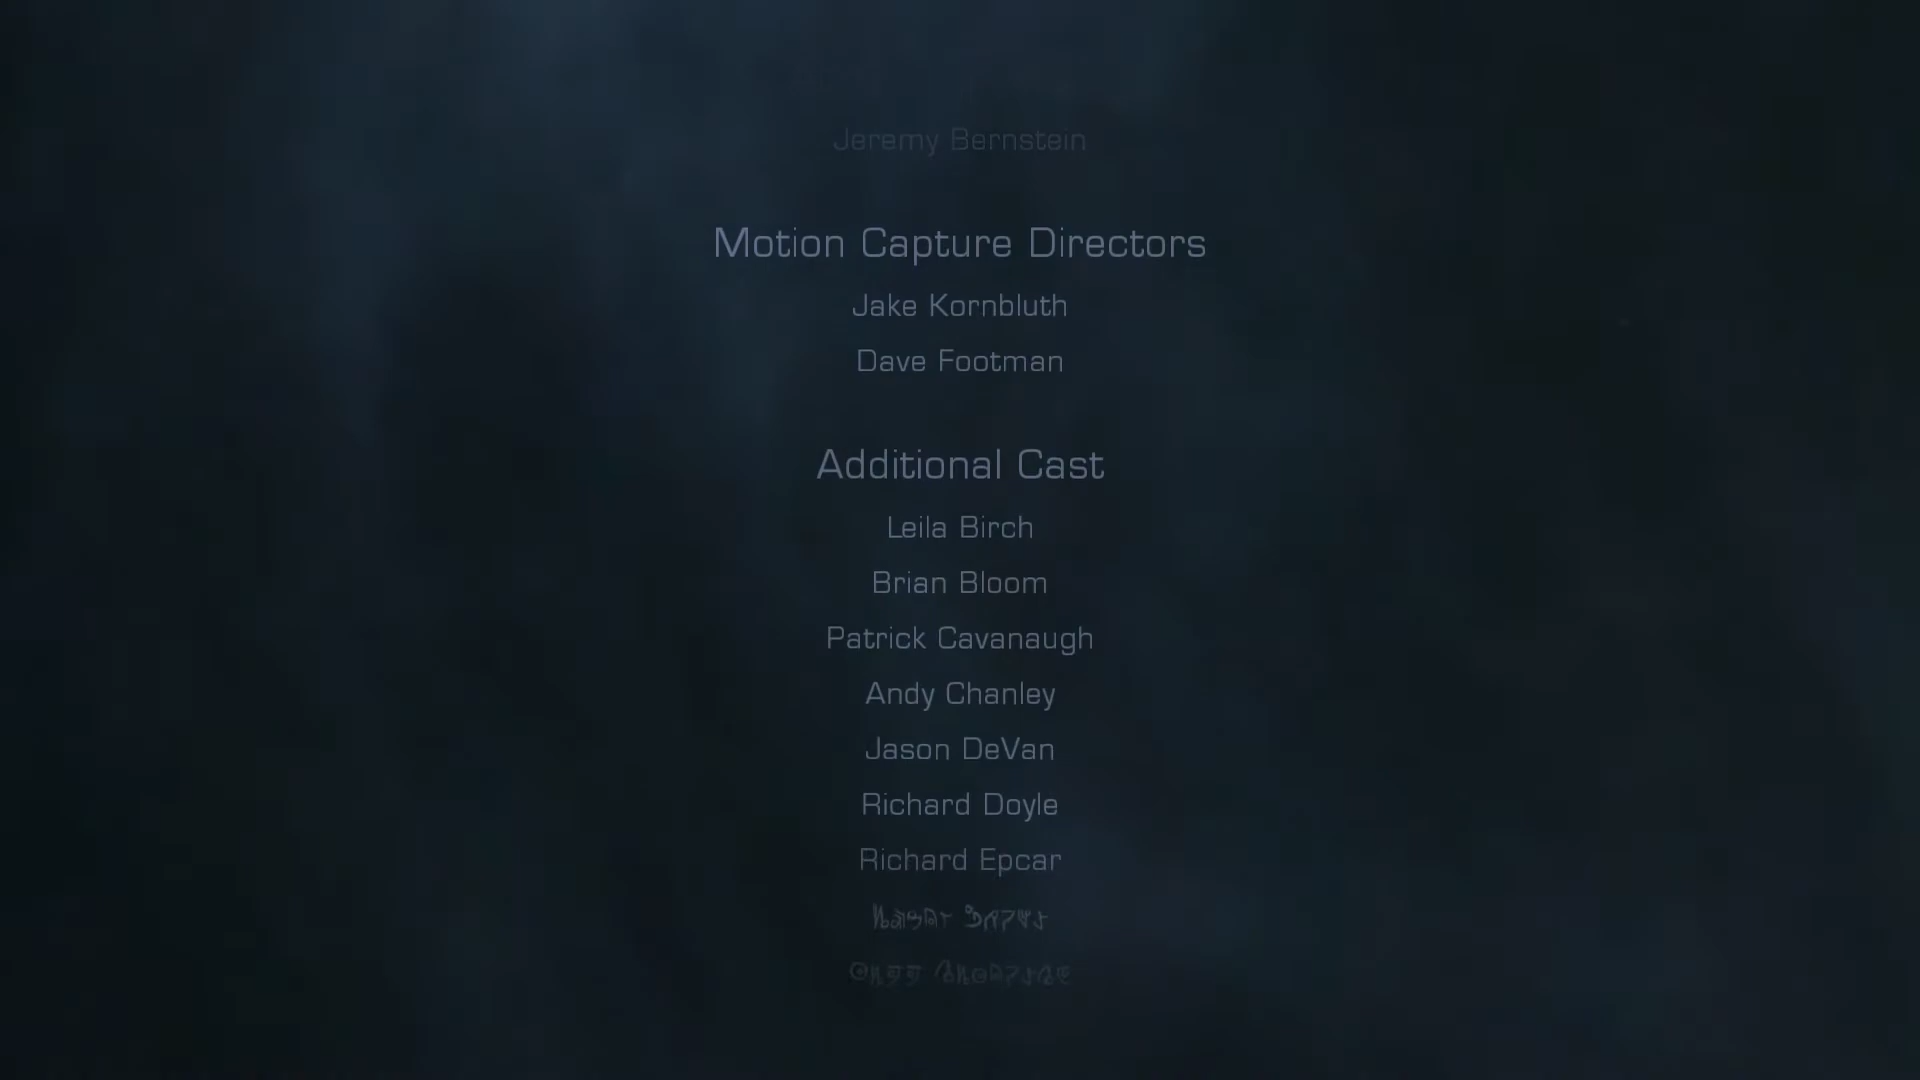 Jeremy Bernstein
Motion Capture Directors
Jake Kornbluth
Dave Footman
Additional Cast
Leila Birch
Brian Bloom
Patrick Cavanaugh
Andy Chanley
Jason DeVan
Richard Doyle
Richard Epcar